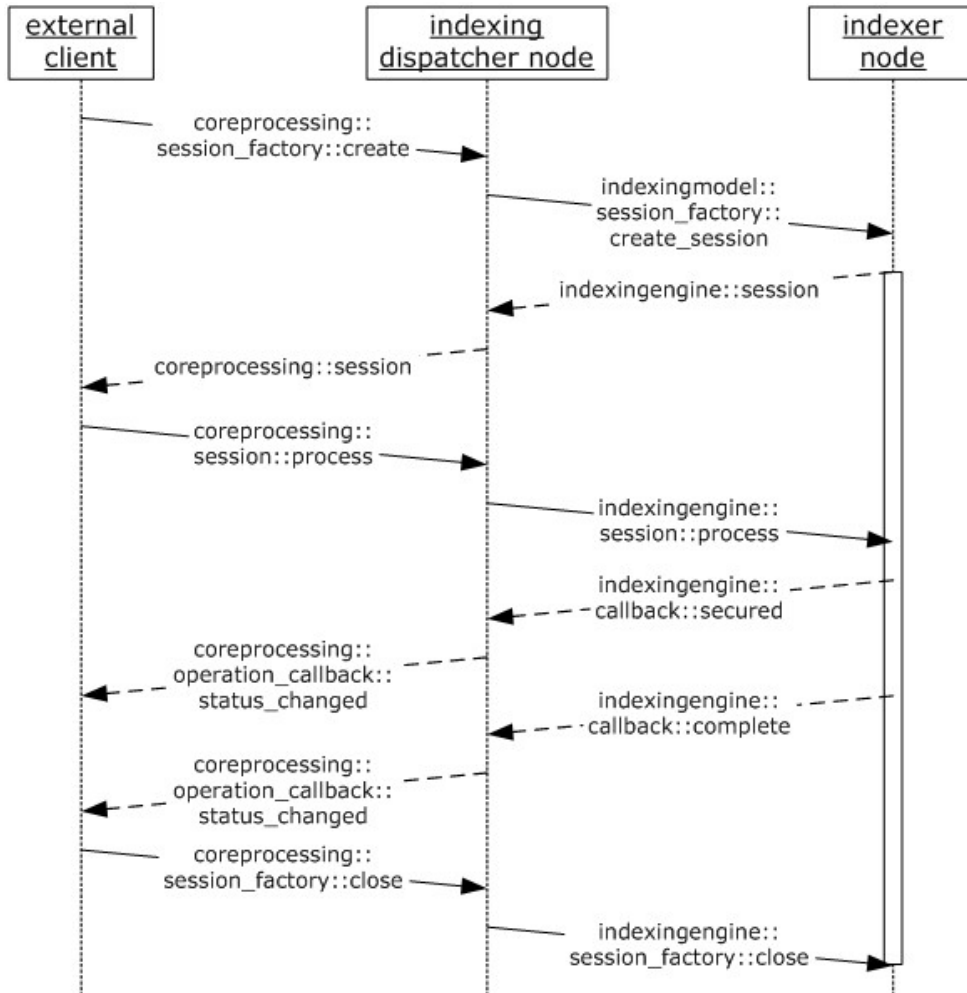 external
client
indexing
dispatcher node
indexer
node
coreprocessing::
session_factory::create
indexingmodel::
session_factory::
create_session
indexingengine::session
coreprocessing::session
coreprocessing::
session::process
indexingengine::
session::process
indexingengine::
callback::secured
coreprocessing::
operation_callback::
status_changed
indexingengine::
callback::complete
coreprocessing::
operation_callback::
status_changed
coreprocessing::
session_factory::close
indexingengine::
session_factory::close